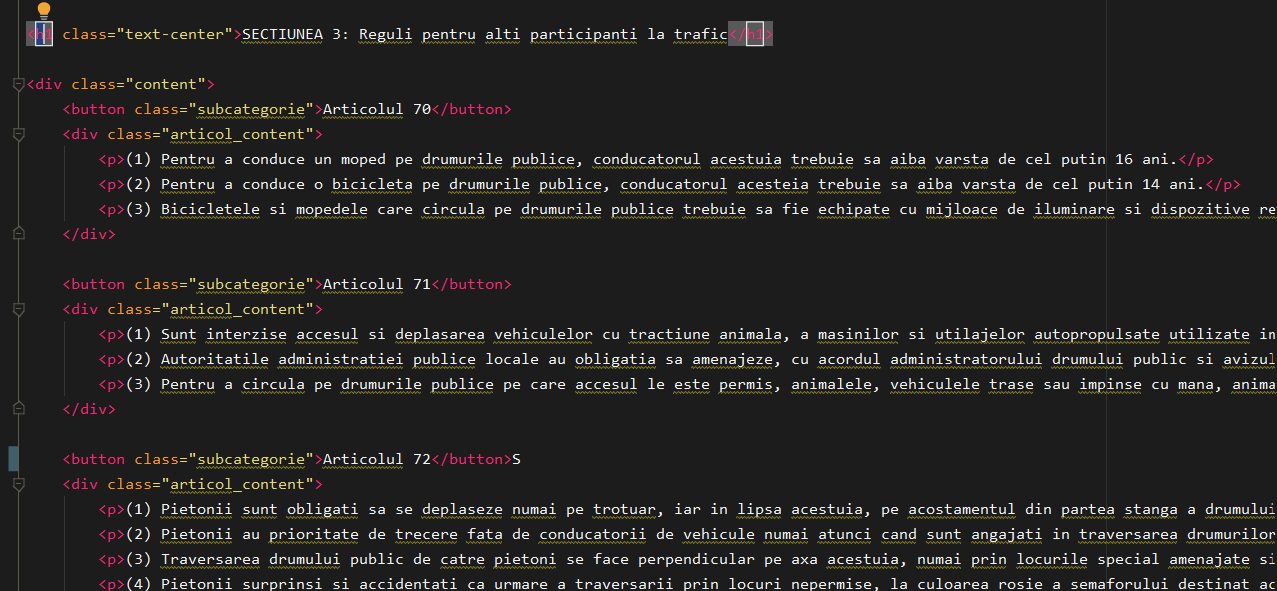 <h1 class="text-center">SECTIUNEA 3: Reguli pentru alti participanti la trafic</h1>
<div class="content">
<button class="subcategorie">Articolul 70</button>
<div class="articol_content">
<p>(1) Pentru a conduce un moped pe drumurile publice, conducatorul acestuia trebuie sa aiba varsta de cel putin 16 ani.</p>
<p>(2) Pentru a conduce o bicicleta pe drumurile publice, conducatorul acesteia trebuie sa aiba varsta de cel putin 14 ani.</p>
<p>(3) Bicicletele si mopedele care circula pe drumurile publice trebuie sa fie echipate cu mijloace de iluminare si dispozitive re
</div>
<button class="subcategorie">Articolul 71</button>
<div class="articol_content">
<p>(1) Sunt interzise accesul si deplasarea vehiculelor cu tractiune animala, a masinilor si utilajelor autopropulsate utilizate in
<p>(2) Autoritatile administratiei publice locale au obligatia sa amenajeze, cu acordul administratorului drumului public si avizul
<p>(3) Pentru a circula pe drumurile publice pe care accesul le este permis, animalele, vehiculele trase sau impinse cu mana, anima
</div>
<button class="subcategorie">Articolul 72</button>S
<div class="articol_content">
<p>(1) Pietonii sunt obligati sa se deplaseze numai pe trotuar, iar in lipsa acestuia, pe acostamentul din partea stanga a drumului
<p>(2) Pietonii au prioritate de trecere fata de conducatorii de vehicule numai atunci cand sunt angajati in traversarea drumurilor
<p>(3) Traversarea drumului public de catre pietoni se face perpendicular pe axa acestuia, numai prin locurile special amenajate si
<p>(4) Pietonii surprinsi si accidentati ca urmare a traversarii prin locuri nepermise, la culoarea rosie a semaforului destinat ac